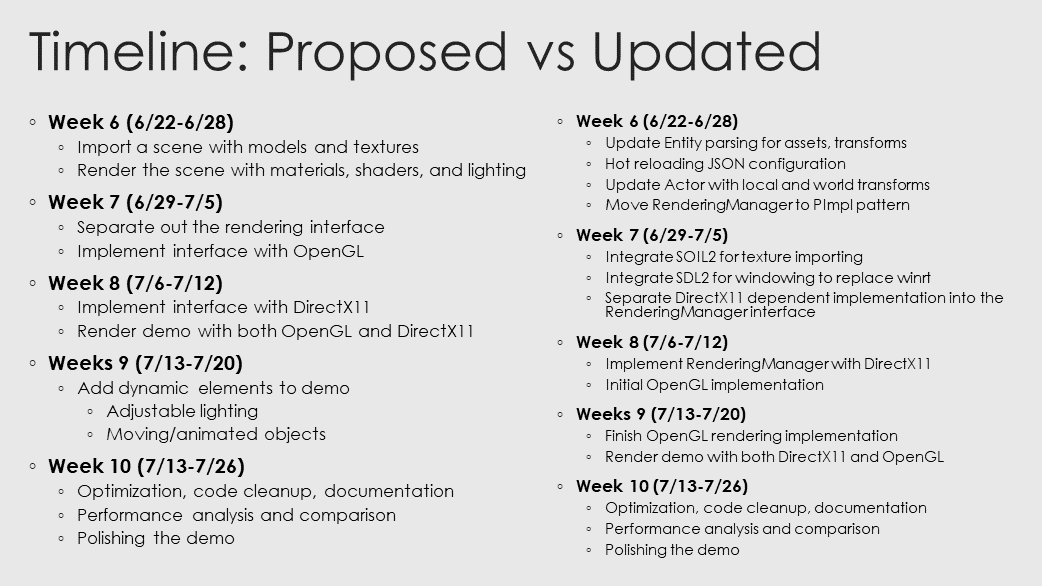 Timeline: Proposed vs Updated
◦ Week 6 (6/22-6/28)
◦ Import a scene with models and textures
◦ Render the scene with materials, shaders, and lighting
◦ Week 7 (6/29-7/5)
◦ Separate out the rendering interface
◦ Implement interface with OpenGL
◦ Week 8 (7/6-7/12)
◦ Implement interface with DirectX11
◦ Render demo with both OpenGL and DirectX11
◦ Weeks 9 (7/13-7/20)
◦ Add dynamic elements to demo
◦ Adjustable lighting
◦ Moving/animated objects
◦ Week 10 (7/13-7/26)
◦ Optimization, code cleanup, documentation
◦ Performance analysis and comparison
◦ Polishing the demo
◦ Week 6 (6/22-6/28)
◦ Update Entity parsing for assets, transforms
◦ Hot reloading JSON configuration
◦ Update Actor with local and world transforms
◦ Move RenderingManager to PImpl pattern
◦ Week 7 (6/29-7/5)
◦ Integrate SOIL2 for texture importing
◦ Integrate SDL2 for windowing to replace winrt
◦ Separate DirectX11 dependent implementation into the
RenderingManager interface
◦ Week 8 (7/6-7/12)
◦ Implement RenderingManager with DirectX11
◦ Initial OpenGL implementation
◦ Weeks 9 (7/13-7/20)
◦ Finish OpenGL rendering implementation
◦ Render demo with both DirectX11 and OpenGL
◦ Week 10 (7/13-7/26)
◦ Optimization, code cleanup, documentation
◦ Performance analysis and comparison
◦ Polishing the demo